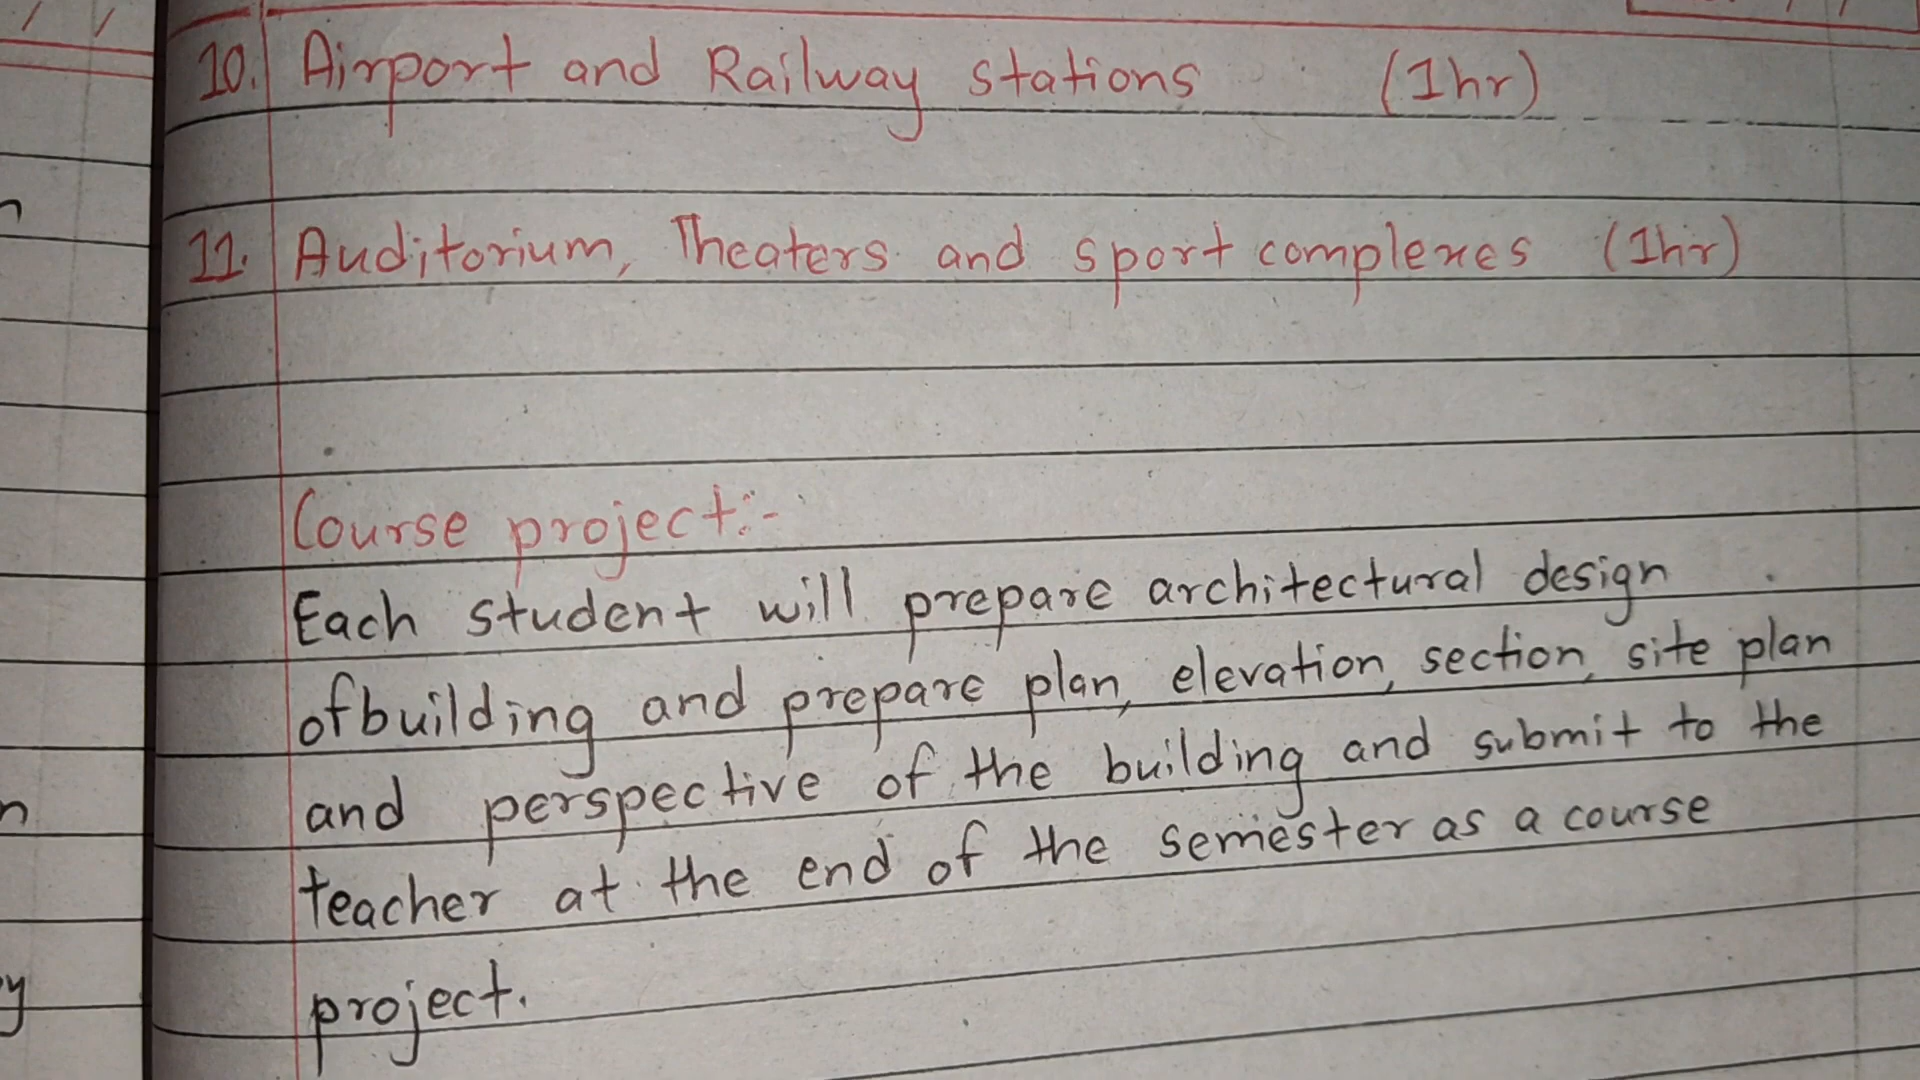 10. Airport and Railway stations (1hr)
11. Auditorium, Theaters and sport complexes (1hr)
Course project:-
Each student will prepare architectural design
of building and prepare plan, elevation, section, site plan
and perspective of the building and submit to the
teacher at the end of the semester as a course
project.